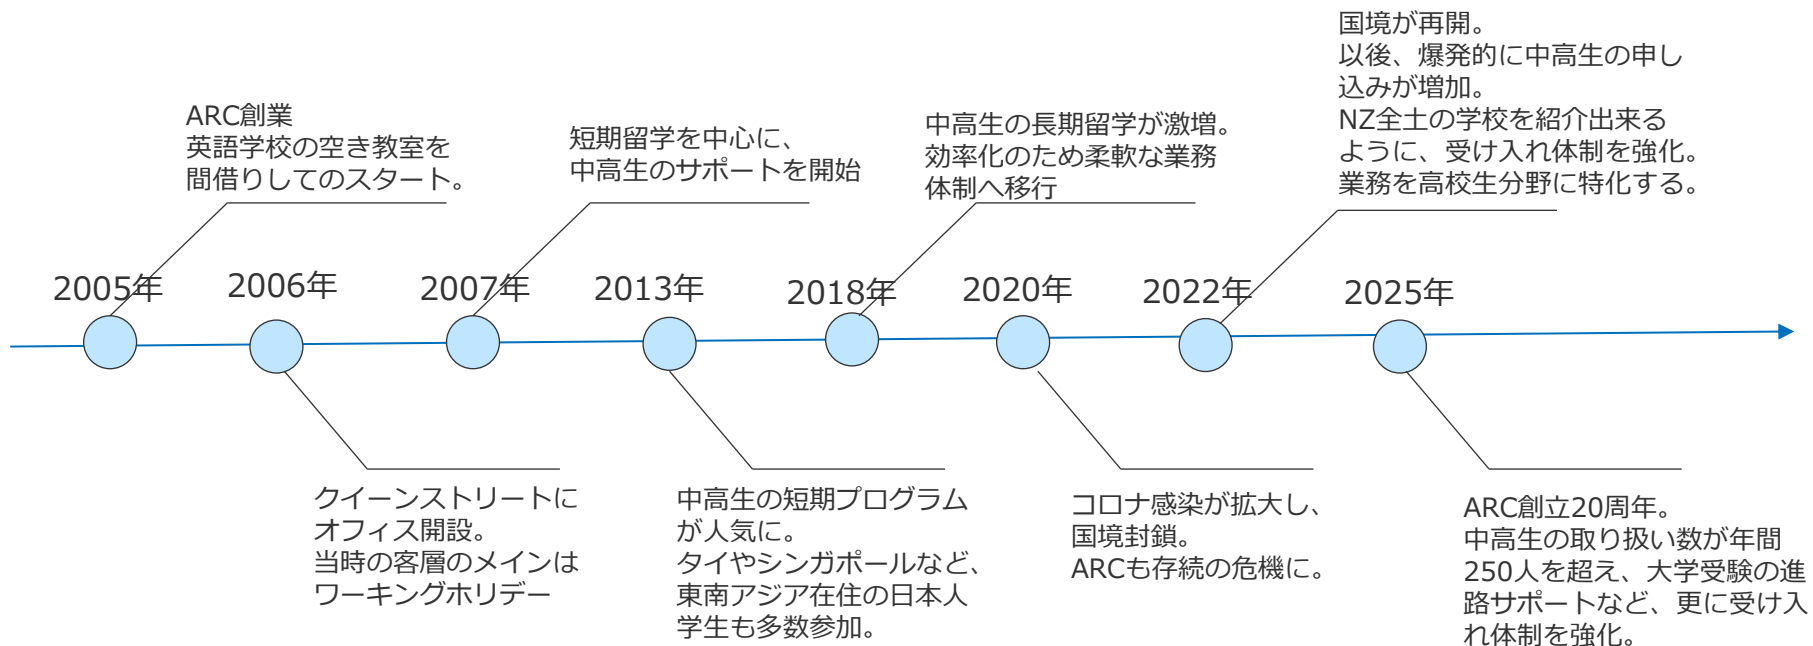 国境が再開。
以後、爆発的に中高生の申し
込みが増加。
NZ全土の学校を紹介出来る
ように、受け入れ体制を強化。
業務を高校生分野に特化する。
ARC創業
英語学校の空き教室を
間借りしてのスタート。
短期留学を中心に、
中高生のサポートを開始
中高生の長期留学が激増。
効率化のため柔軟な業務
体制へ移行
2005年
2006年
2007年
2013年
2018年
2020年
2022年
2025年
クイーンストリートに
オフィス開設。
当時の客層のメインは
ワーキングホリデー
中高生の短期プログラム
が人気に。
タイやシンガポールなど、
東南アジア在住の日本人
学生も多数参加。
コロナ感染が拡大し、
国境封鎖。
ARCも存続の危機に。
ARC創立20周年。
中高生の取り扱い数が年間
250人を超え、大学受験の進
路サポートなど、更に受け入
れ体制を強化。